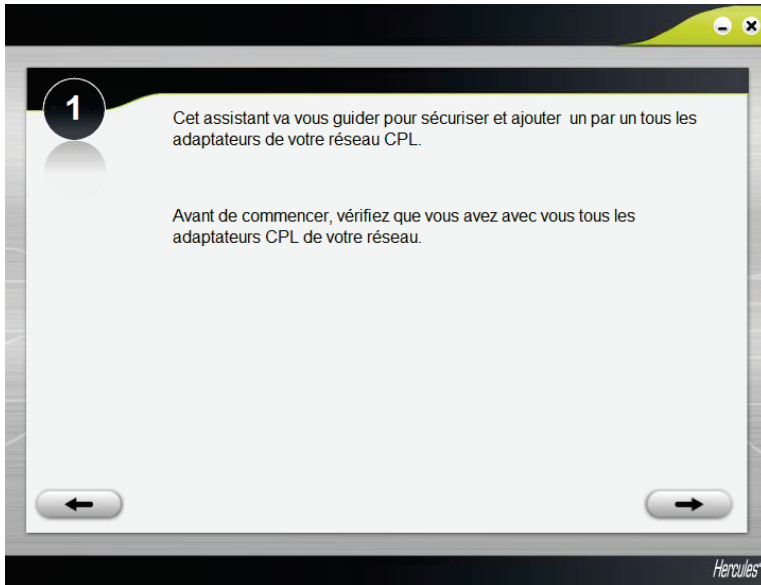 1
Cet assistant va vous guider pour sécuriser et ajouter un par un tous les
adaptateurs de votre réseau CPL.
Avant de commencer, vérifiez que vous avez avec vous tous les
adaptateurs CPL de votre réseau.
Hercules